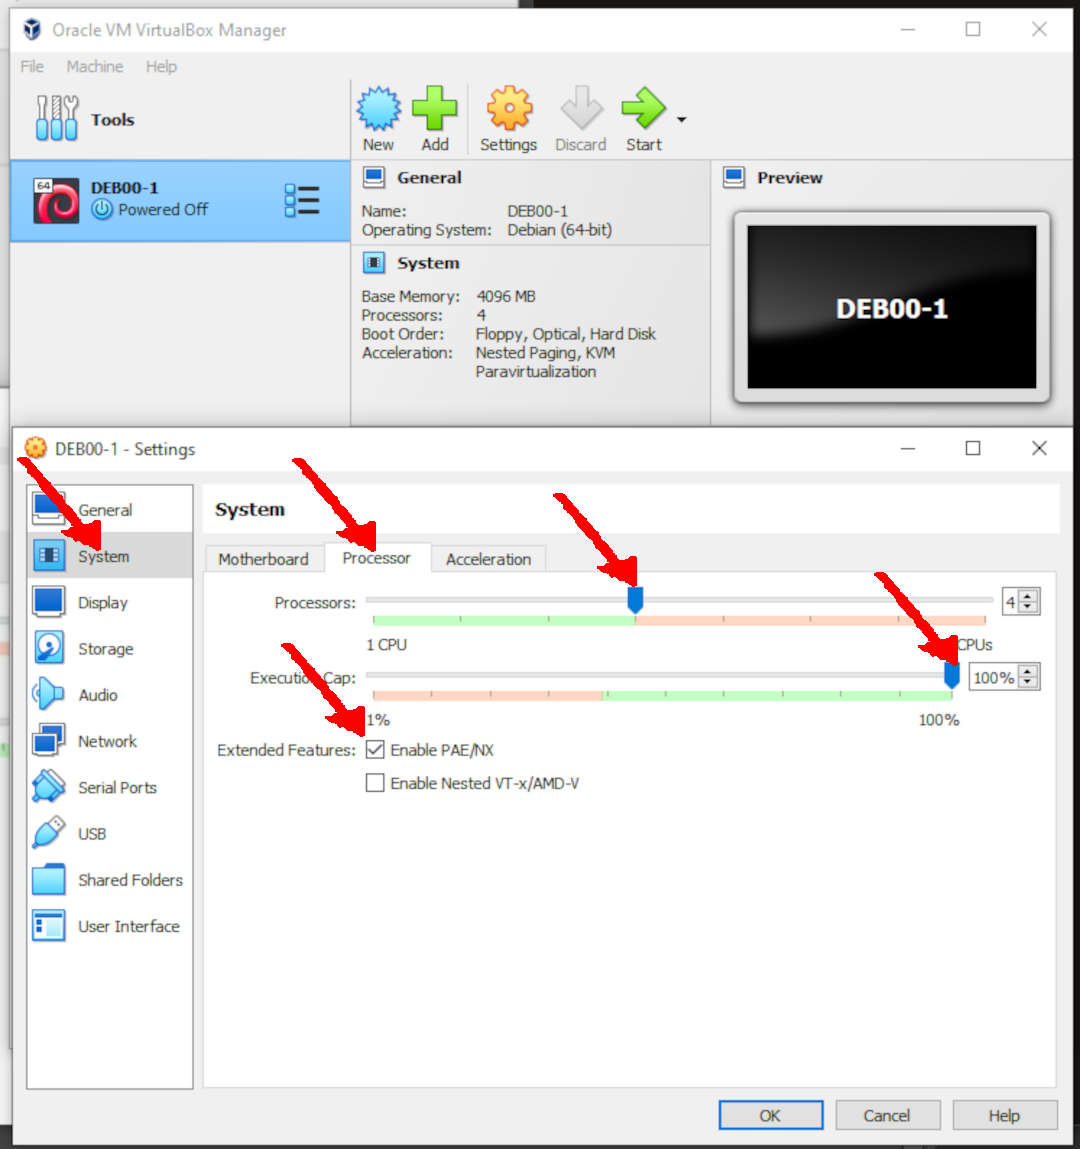 Oracle VM VirtualBox Manager
File Machine Help
Tools
New Add Settings Discard Start
64
DEB00-1
Powered Off
General
Name: DEB00-1
Operating System: Debian (64-bit)
System
Base Memory: 4096 MB
Processors: 4
Boot Order: Floppy, Optical, Hard Disk
Acceleration: Nested Paging, KVM
Paravirtualization
Preview
DEB00-1
DEB00-1 - Settings
General
System
Display
Storage
Audio
Network
Serial Ports
USB
Shared Folders
User Interface
System
Motherboard Processor Acceleration
Processors: 4
1 CPU CPUs
Execution Cap: 100%
1% 100%
Extended Features: Enable PAE/NX
Enable Nested VT-x/AMD-V
OK Cancel Help